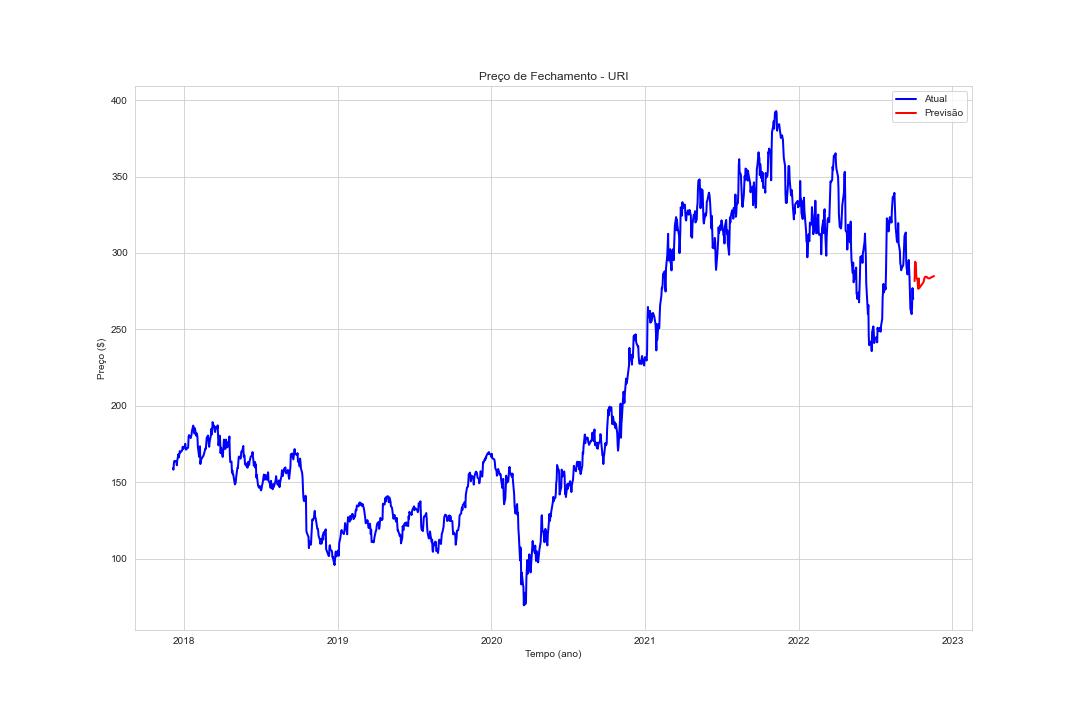 Preço de Fechamento - URI
Atual
Previsão
400
350
300
250
200
150
100
Preço ($)
2018
2019
2020
2021
2022
2023
Tempo (ano)